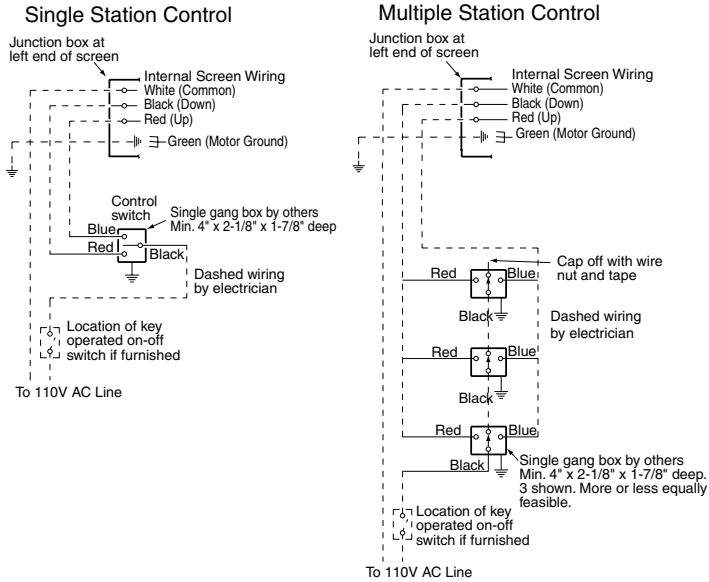 Single Station Control
Junction box at
left end of screen
Internal Screen Wiring
White (Common)
Black (Down)
Red (Up)
Green (Motor Ground)
Control
switch
Single gang box by others
Min. 4" x 2-1/8" x 1-7/8" deep
Blue
Red
Black
Dashed wiring
by electrician
Location of key
operated on-off
switch if furnished
To 110V AC Line
Multiple Station Control
Junction box at
left end of screen
Internal Screen Wiring
White (Common)
Black (Down)
Red (Up)
Green (Motor Ground)
Cap off with wire
nut and tape
Red
Blue
Black
Dashed wiring
by electrician
Red
Blue
Black
Red
Blue
Black
Single gang box by others
Min. 4" x 2-1/8" x 1-7/8" deep.
3 shown. More or less equally
feasible.
Location of key
operated on-off
switch if furnished
To 110V AC Line